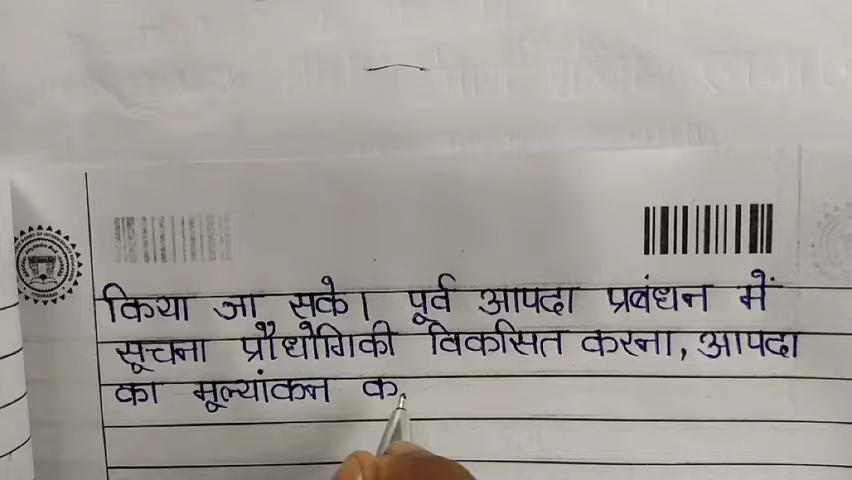 किया जा सके। पूर्व आपदा प्रबंधन में
सूचना प्रौधोगिकी विकसित करना, आपदा
का मूल्यांकन क